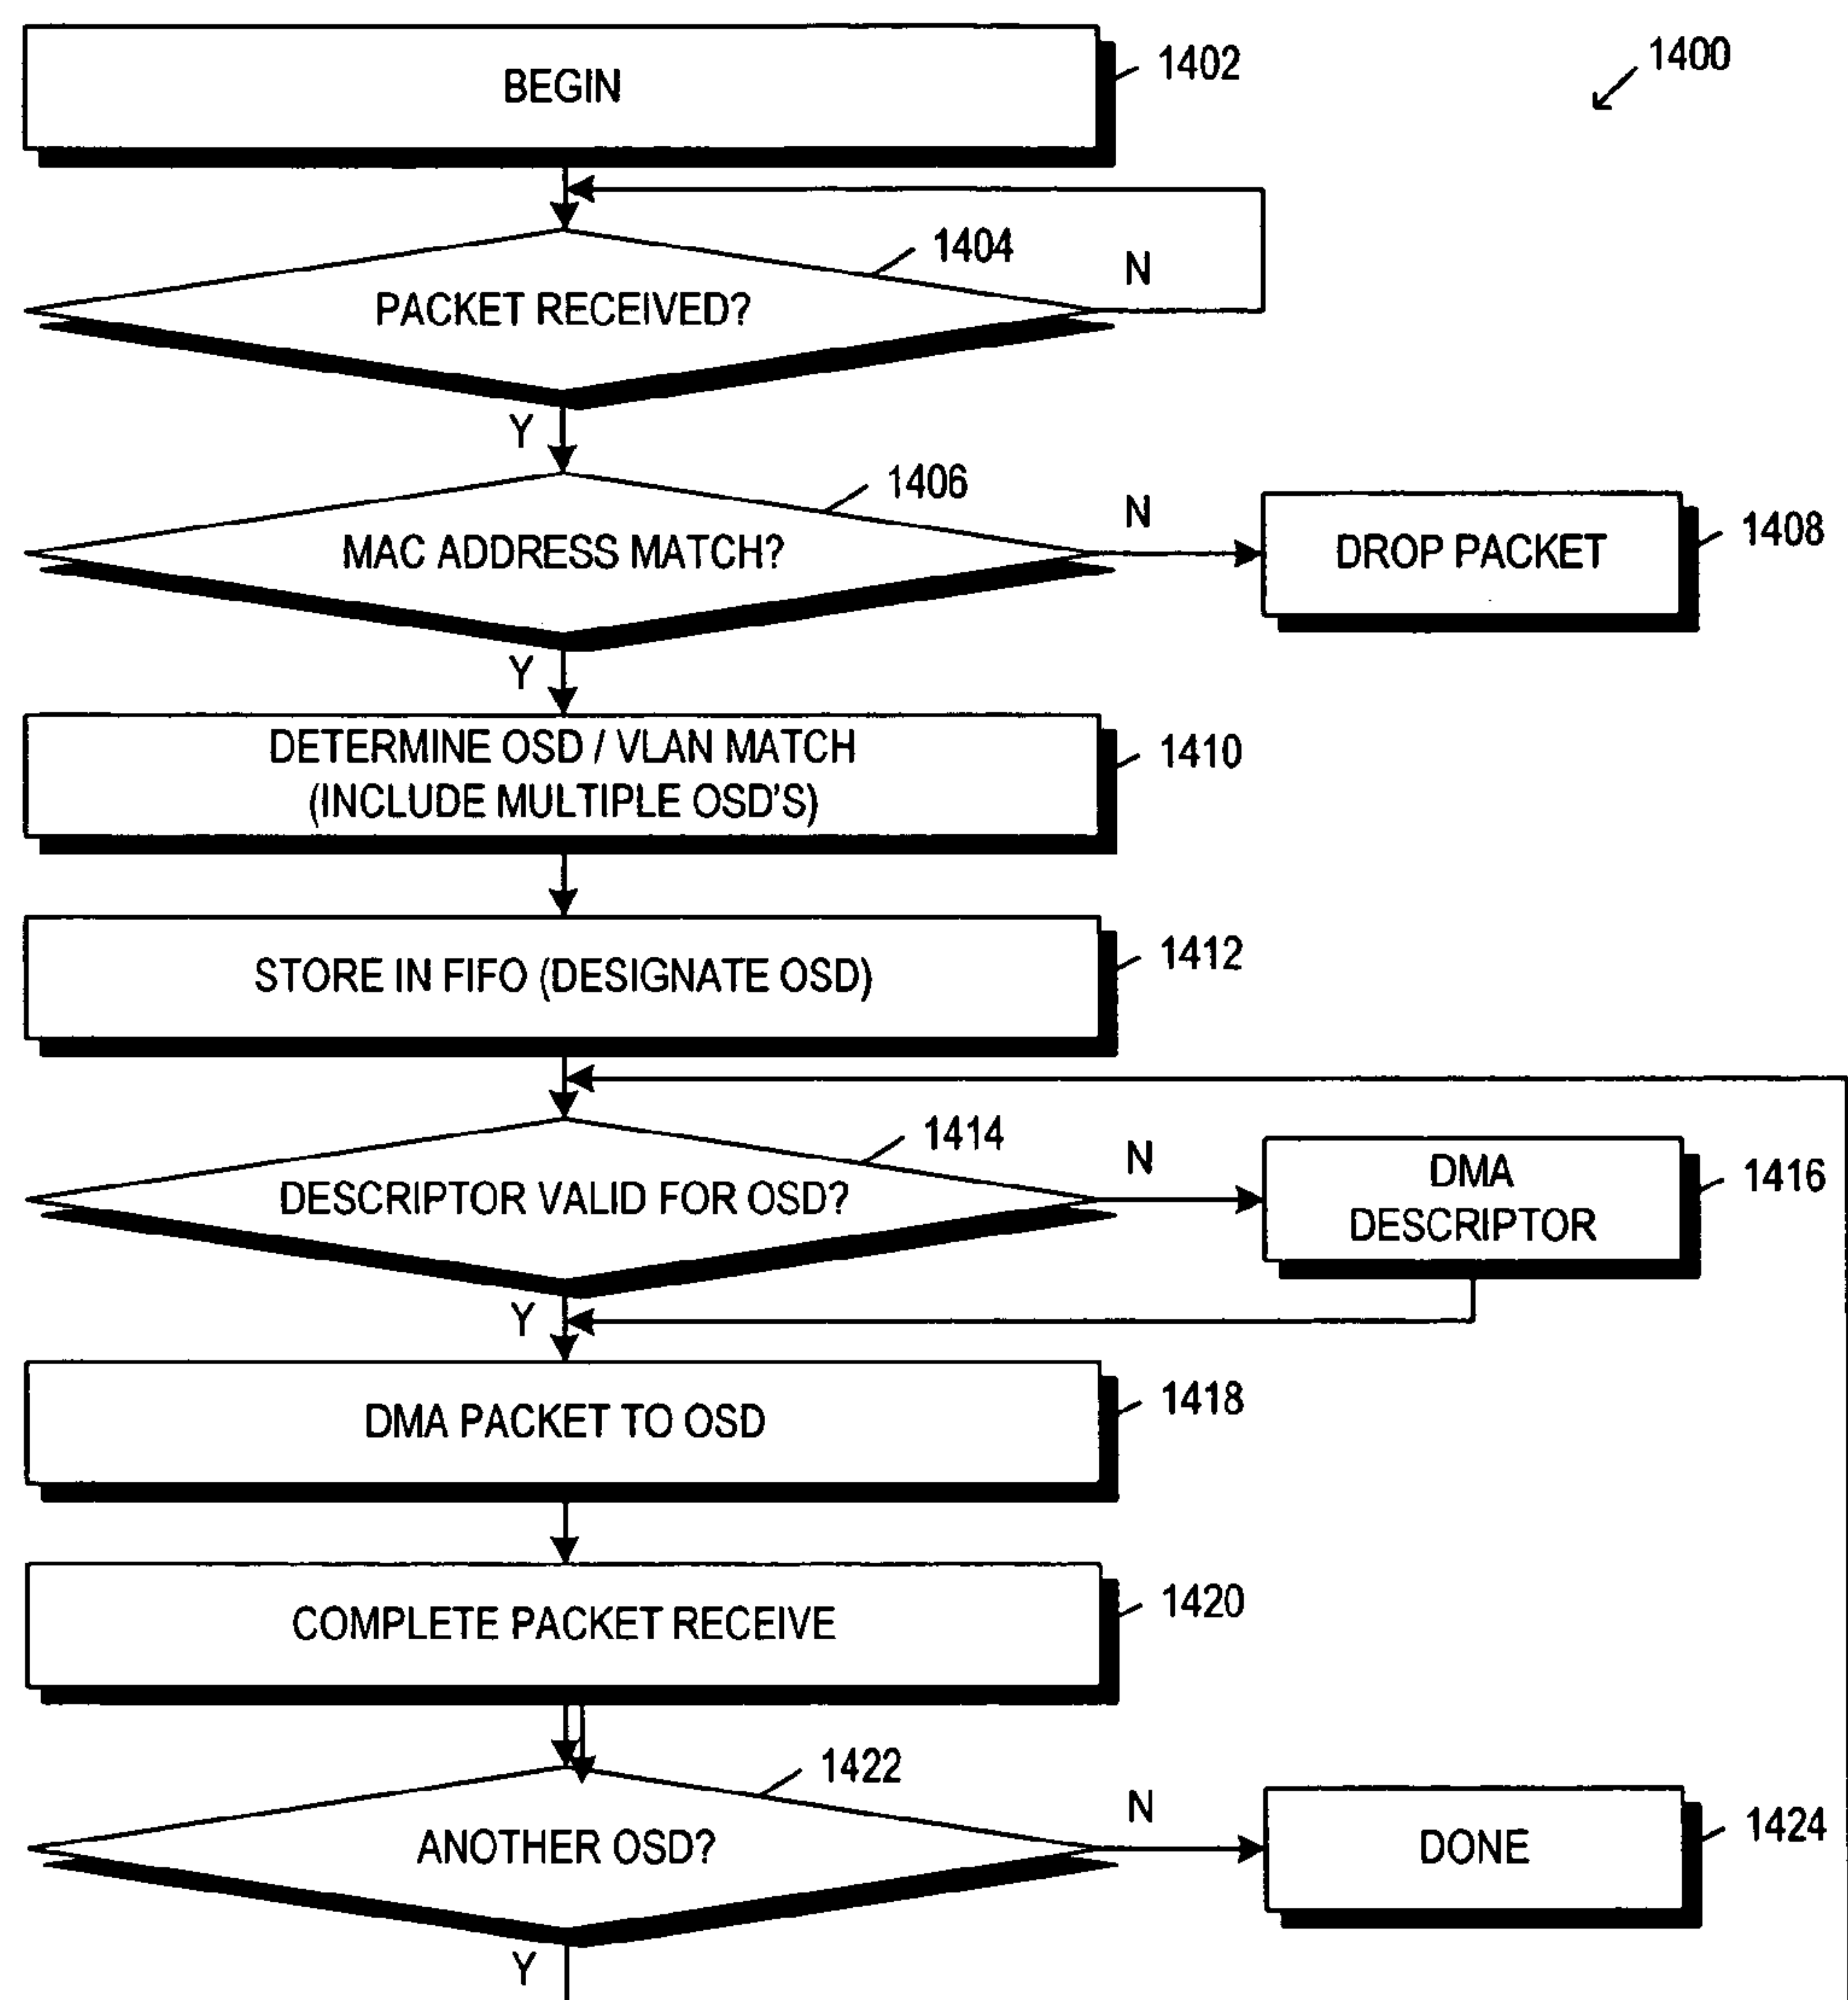 BEGIN
1402
1400
1404
N
PACKET RECEIVED?
Y
1406
N
MAC ADDRESS MATCH?
DROP PACKET
1408
Y
DETERMINE OSD / VLAN MATCH
(INCLUDE MULTIPLE OSD'S)
1410
STORE IN FIFO (DESIGNATE OSD)
1412
1414
N
DESCRIPTOR VALID FOR OSD?
DMA
DESCRIPTOR
1416
Y
DMA PACKET TO OSD
1418
COMPLETE PACKET RECEIVE
1420
1422
N
ANOTHER OSD?
DONE
1424
Y